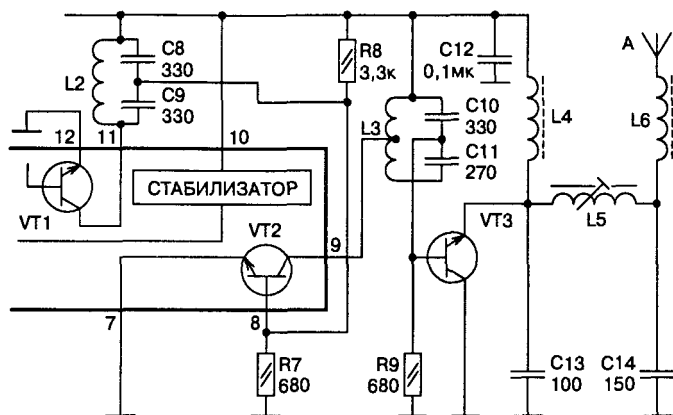 C8
330
L2
C9
330
R8
3,3к
C12
0,1мк
A
L3
C10
330
C11
270
L4
L6
12
11
10
СТАБИЛИЗАТОР
VT1
VT2
9
VT3
L5
7
8
R7
680
R9
680
C13
100
C14
150